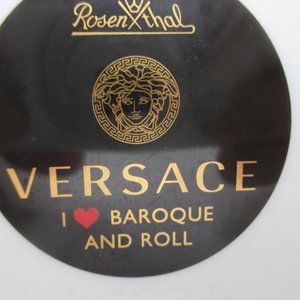 Rosenthal
VERSACE
I ❤ BAROQUE
AND ROLL